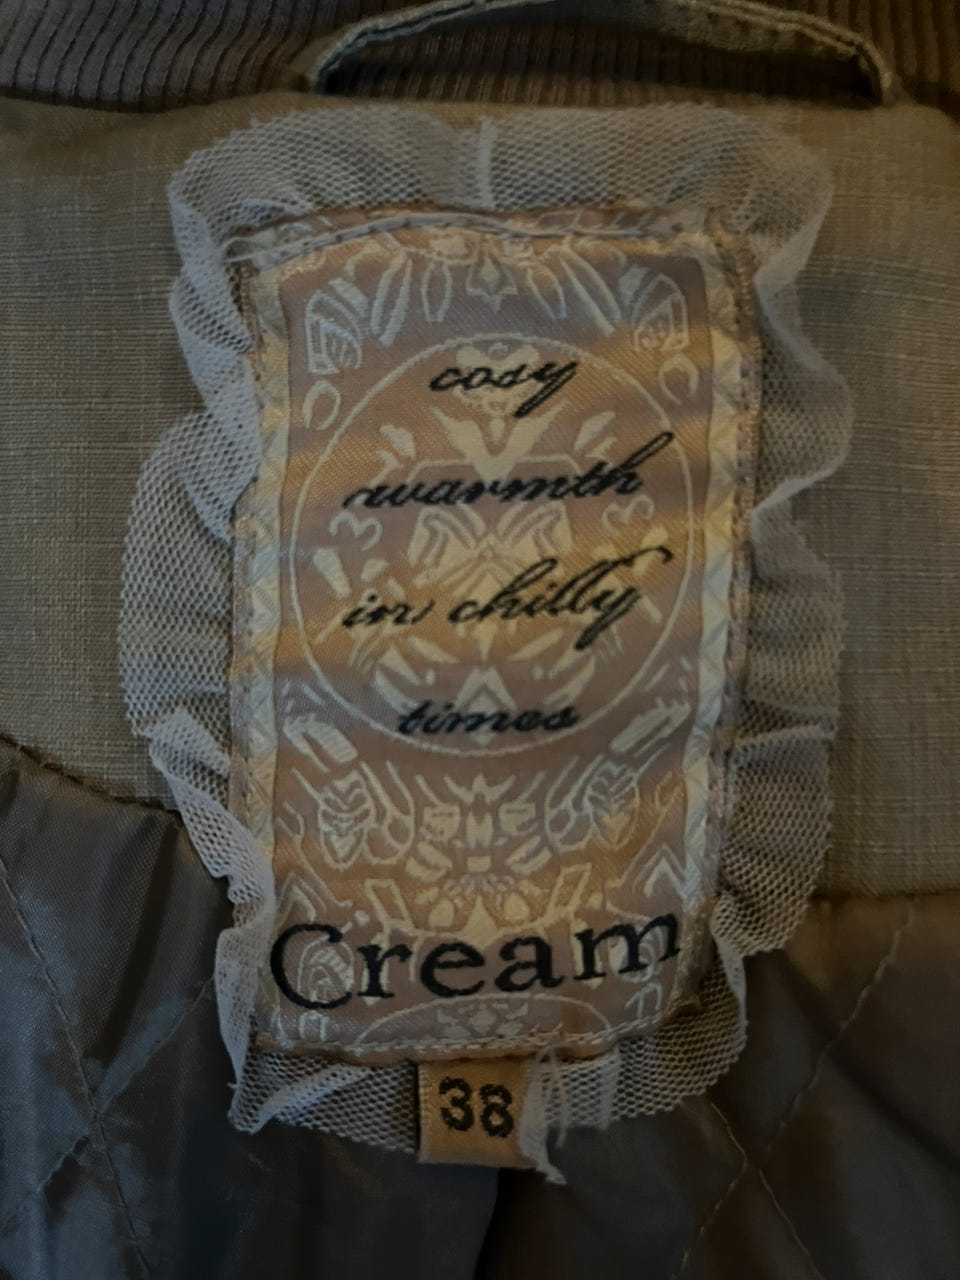 cosy
warmth
in chilly
times
Cream
38